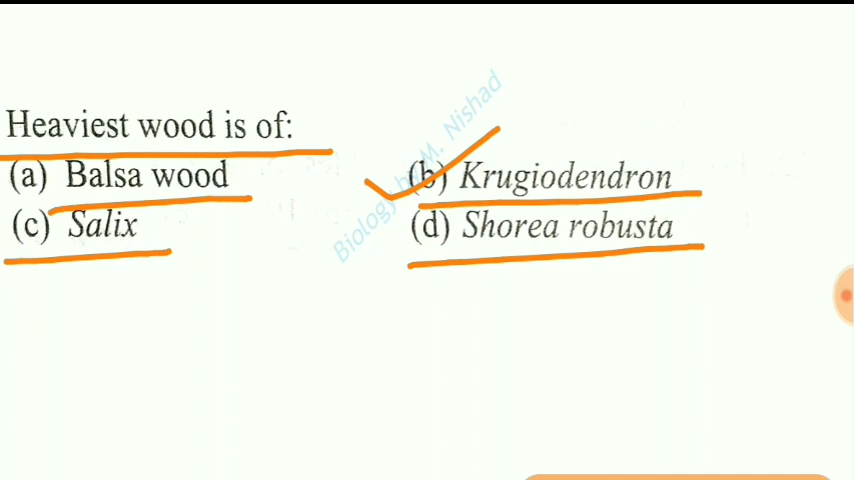 Heaviest wood is of:
(a) Balsa wood (b) Krugiodendron
(c) Salix (d) Shorea robusta
Biology by M. Nishad